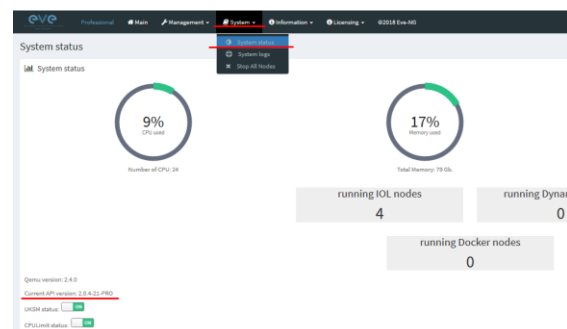 eve
Professional Main Management System Information Licensing ©2018 Eve-NG
System status
System status
System logs
Stop All Nodes
System status
9%
CPU used
17%
Memory used
Number of CPU: 24
Total Memory: 79 Gb.
running IOL nodes
4
running Dyna
0
running Docker nodes
0
Qemu version: 2.4.0
Current API version: 2.0.4-21-PRO
UKSM status: ON
CPULimit status: ON